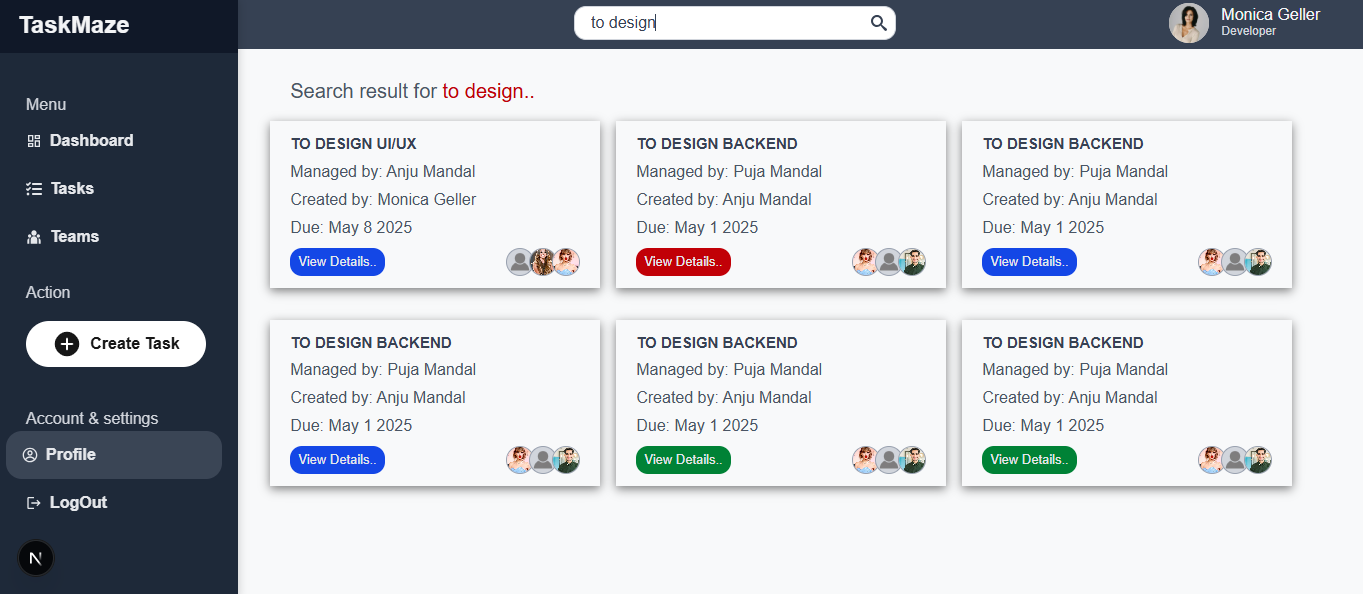 TaskMaze
to design
Monica Geller
Developer
Menu
Dashboard
Tasks
Teams
Action
Create Task
Account & settings
Profile
LogOut
N
Search result for to design..
TO DESIGN UI/UX
Managed by: Anju Mandal
Created by: Monica Geller
Due: May 8 2025
View Details..
TO DESIGN BACKEND
Managed by: Puja Mandal
Created by: Anju Mandal
Due: May 1 2025
View Details..
TO DESIGN BACKEND
Managed by: Puja Mandal
Created by: Anju Mandal
Due: May 1 2025
View Details..
TO DESIGN BACKEND
Managed by: Puja Mandal
Created by: Anju Mandal
Due: May 1 2025
View Details..
TO DESIGN BACKEND
Managed by: Puja Mandal
Created by: Anju Mandal
Due: May 1 2025
View Details..
TO DESIGN BACKEND
Managed by: Puja Mandal
Created by: Anju Mandal
Due: May 1 2025
View Details..